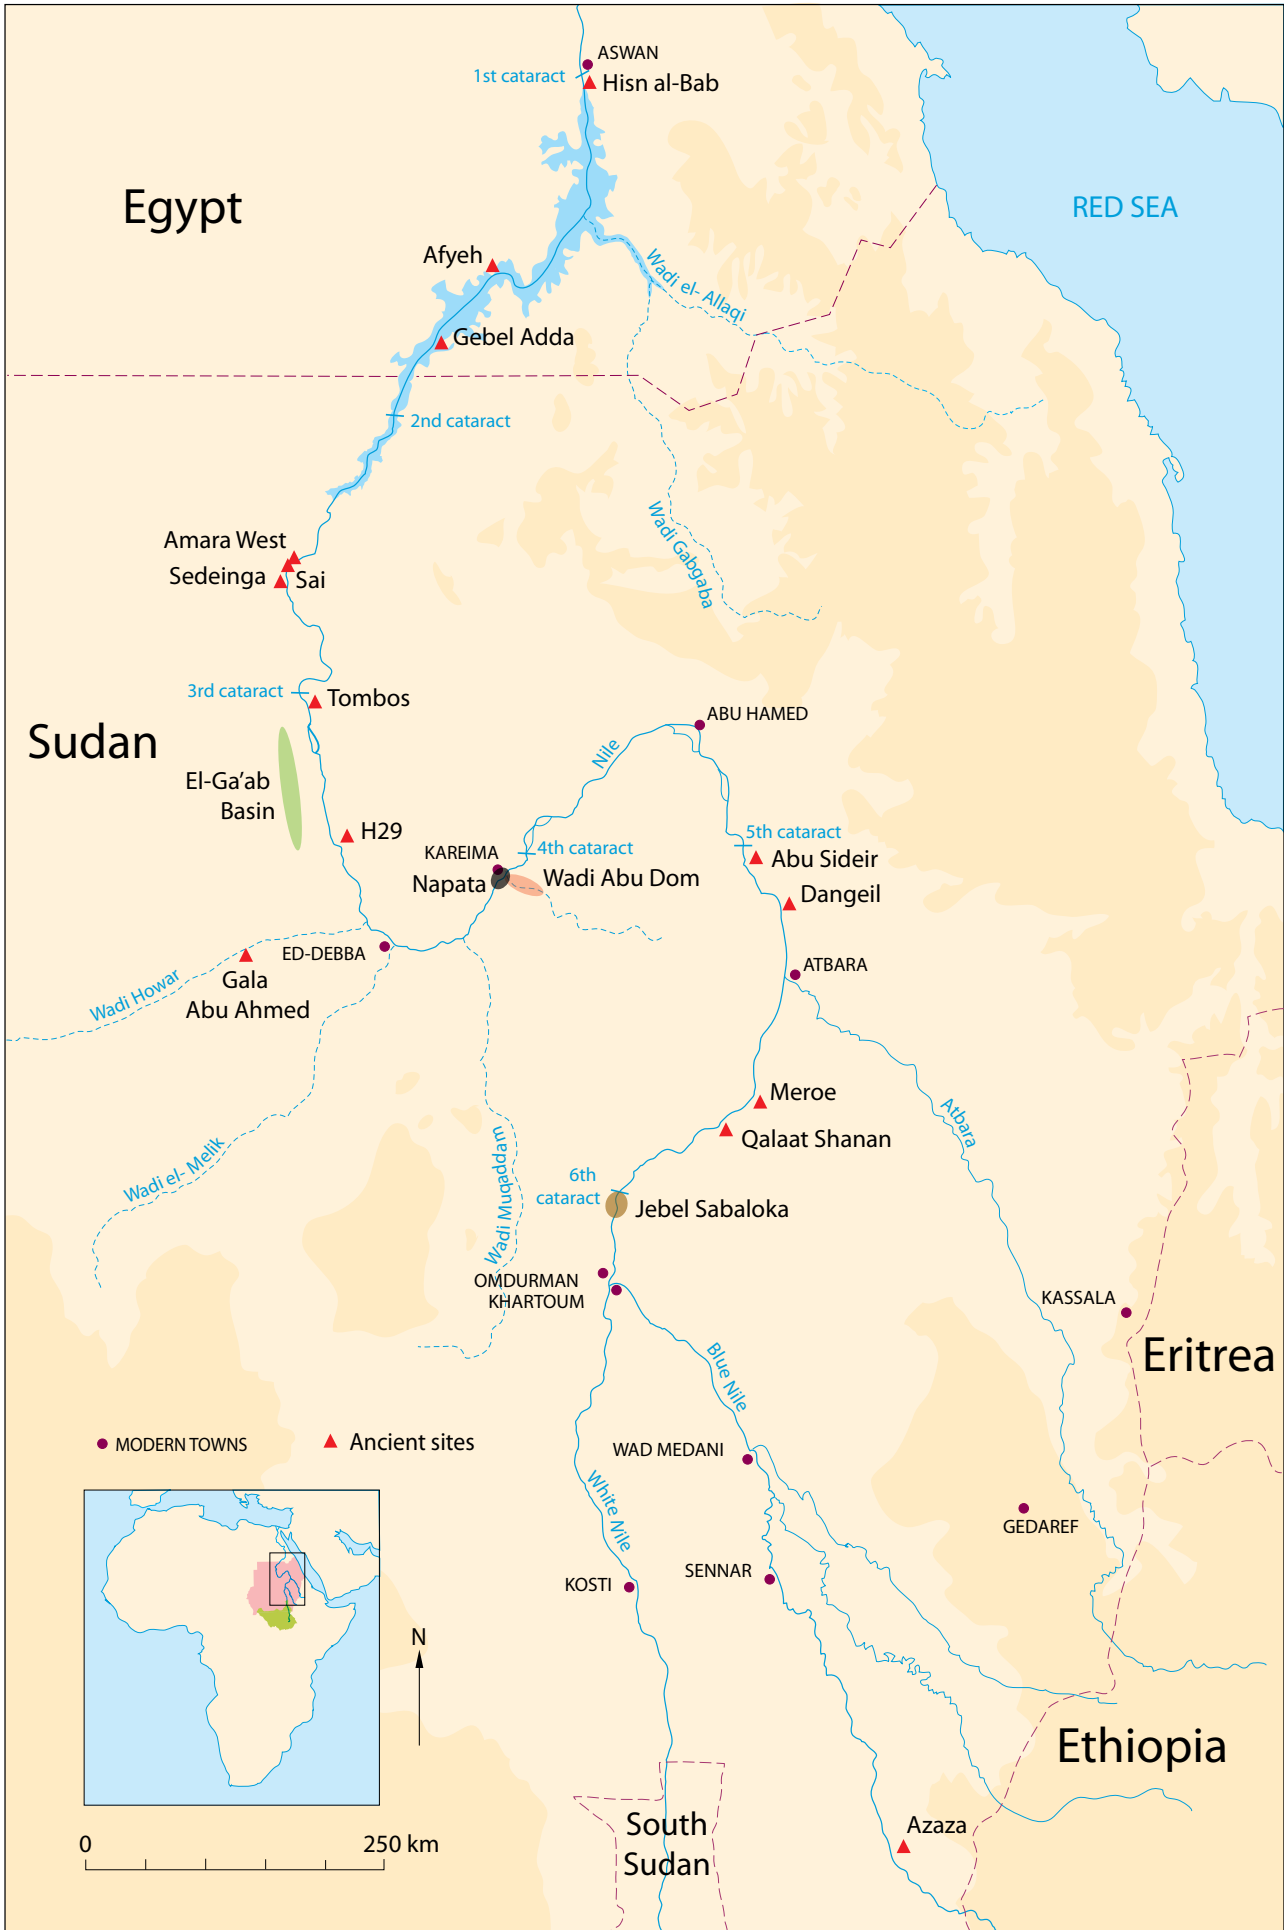 ASWAN
1st cataract
Hisn al-Bab
Egypt
RED SEA
Afyeh
Wadi el- Allaqi
Gebel Adda
2nd cataract
Wadi Gabgaba
Amara West
Sedeinga
Sai
3rd cataract
Tombos
Sudan
ABU HAMED
Nile
El-Ga’ab
Basin
H29
5th cataract
4th cataract
KAREIMA
Abu Sideir
Napata
Wadi Abu Dom
Dangeil
ED-DEBBA
ATBARA
Gala
Abu Ahmed
Wadi Howar
Meroe
Atbara
Qalaat Shanan
Wadi el- Melik
Wadi Muqaddam
6th
cataract
Jebel Sabaloka
OMDURMAN
KHARTOUM
KASSALA
Eritrea
Blue Nile
MODERN TOWNS
Ancient sites
WAD MEDANI
White Nile
GEDAREF
SENNAR
KOSTI
N
Ethiopia
South
Sudan
Azaza
0
250 km